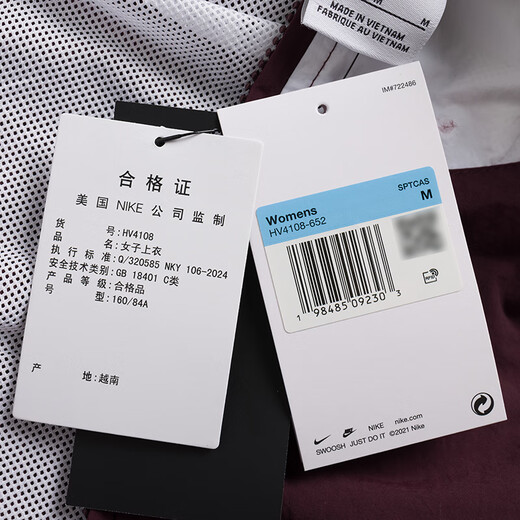 M
MADE IN VIETNAM
FABRIQUE AU VIETNAM
合格证
美国 NIKE 公司监制
货号:HV4108
品名:女子上衣
执行标准:Q/320585 NKY 106-2024
安全技术类别:GB 18401 C类
产品等级:合格品
号型:160/84A
产地:越南
IM#722486
SPTCAS
Womens M
HV4108-652
1 98485 09230 3
RFID
NIKE nike.com
SWOOSH JUST DO IT ©2021 Nike